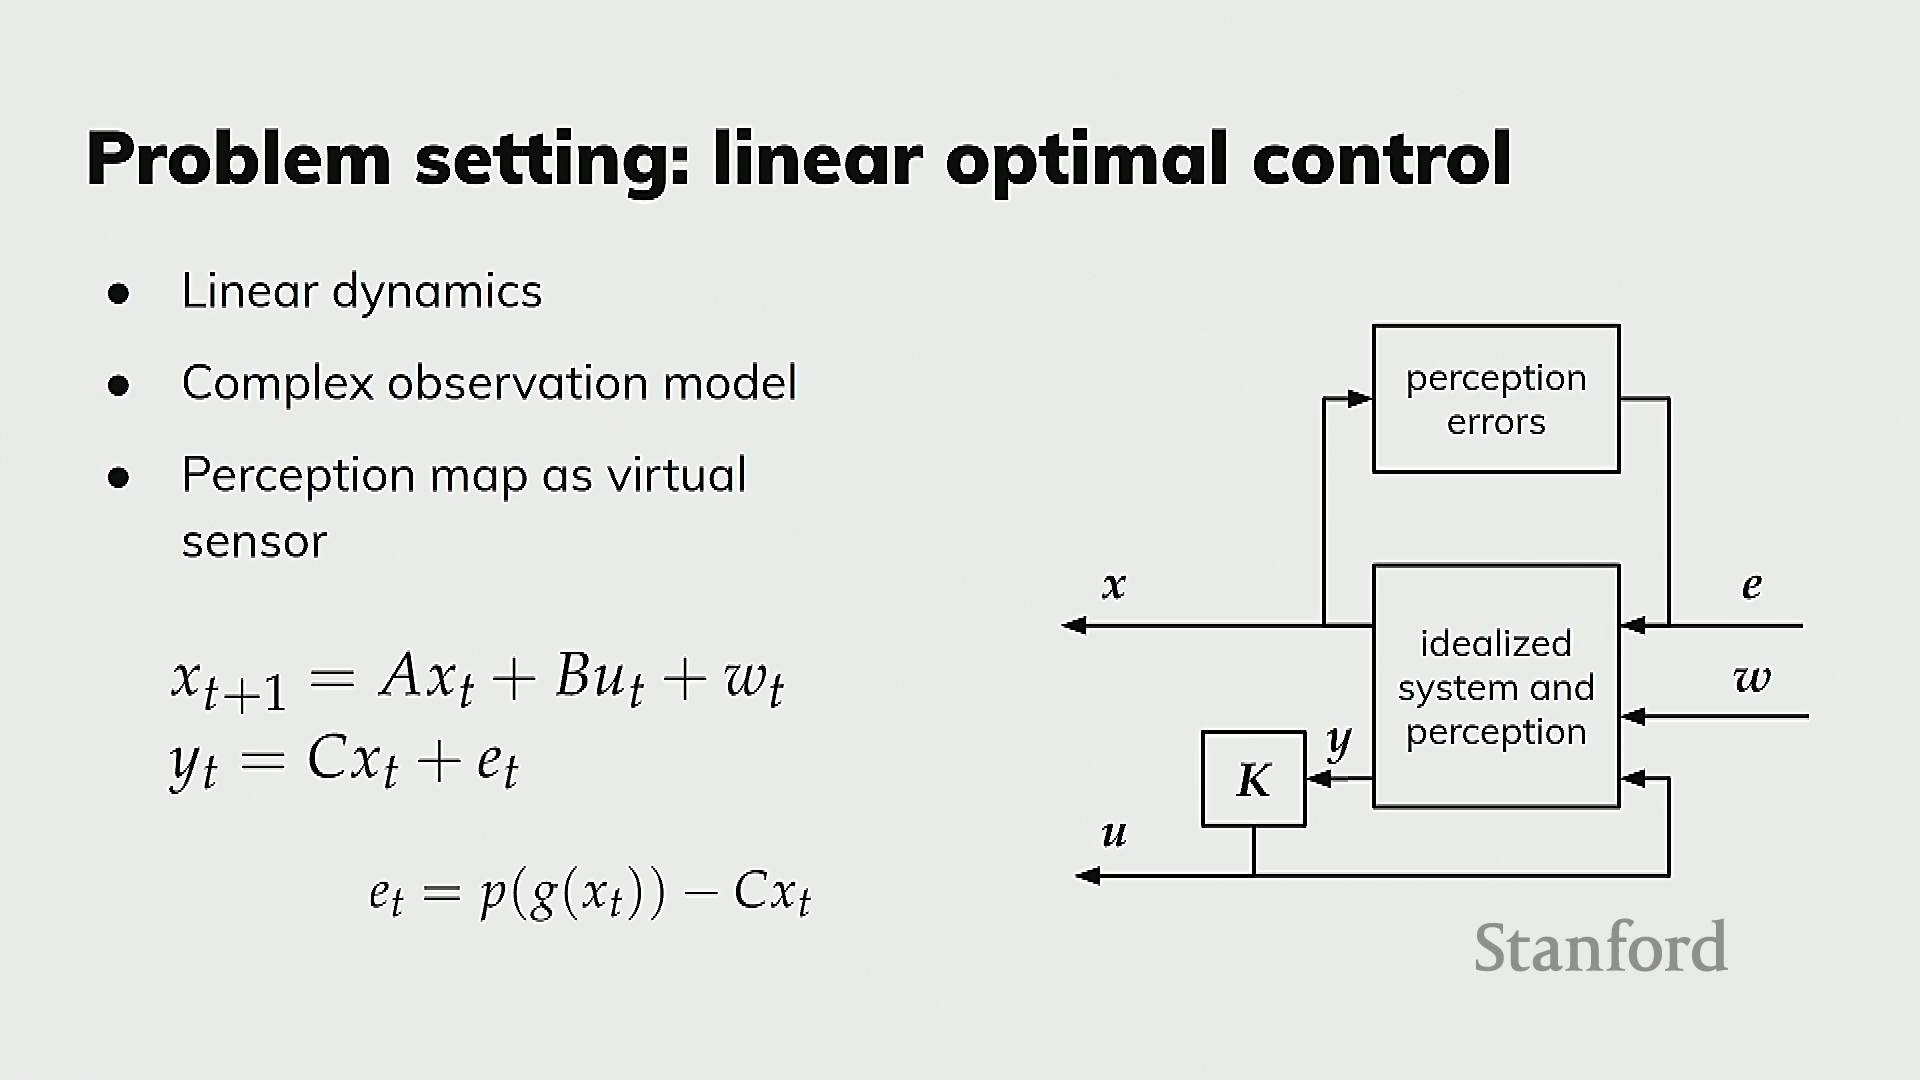 Problem setting: linear optimal control
● Linear dynamics
● Complex observation model
● Perception map as virtual
sensor
x_{t+1} = Ax_t + Bu_t + w_t
y_t = Cx_t + e_t
e_t = p(g(x_t)) − Cx_t
perception
errors
x
e
idealized
system and
perception
w
y
K
u
Stanford